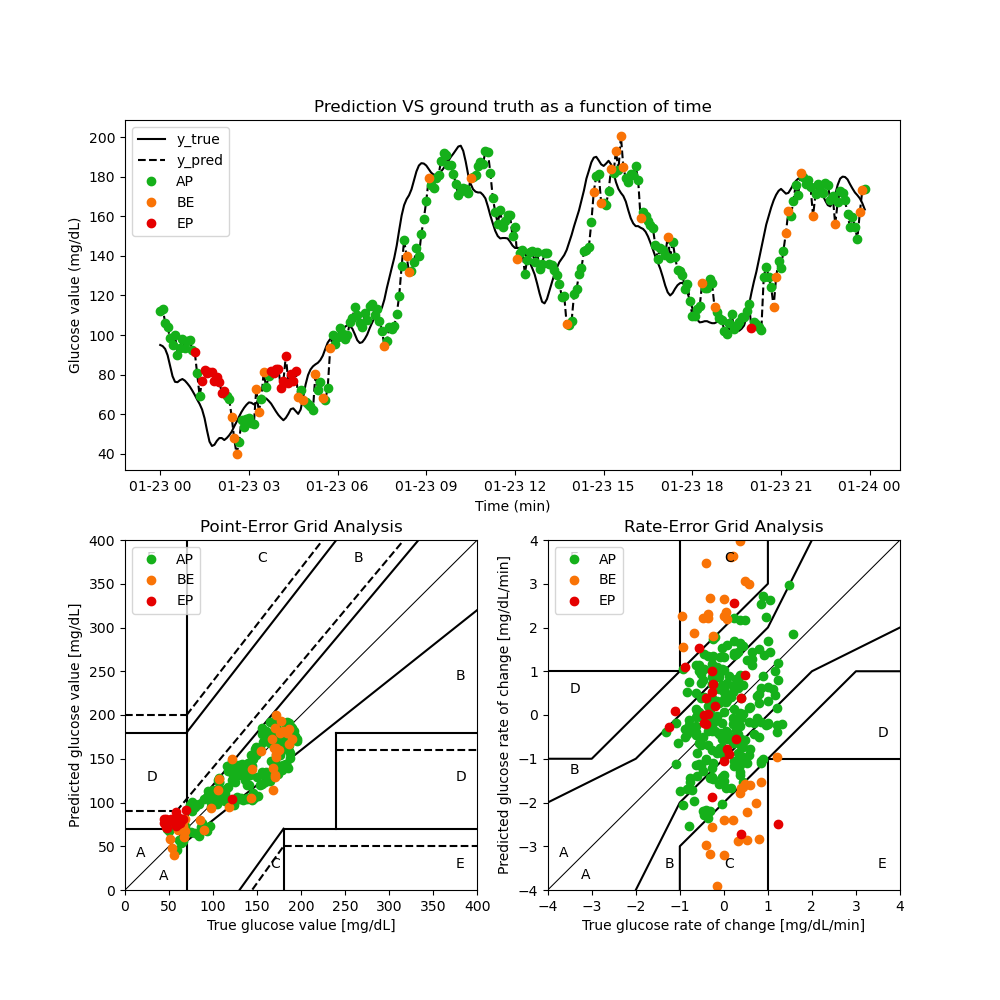 Prediction VS ground truth as a function of time
Glucose value (mg/dL)
200
180
160
140
120
100
80
60
40
y_true
y_pred
AP
BE
EP
01-23 00 01-23 03 01-23 06 01-23 09 01-23 12 01-23 15 01-23 18 01-23 21 01-24 00
Time (min)
Point-Error Grid Analysis
Predicted glucose value [mg/dL]
400
350
300
250
200
150
100
50
0
AP
BE
EP
C
B
B
D
D
A
A
C
E
0 50 100 150 200 250 300 350 400
True glucose value [mg/dL]
Rate-Error Grid Analysis
Predicted glucose rate of change [mg/dL/min]
4
3
2
1
0
−1
−2
−3
−4
AP
BE
EP
C
D
D
B
A
A
B
C
E
−4 −3 −2 −1 0 1 2 3 4
True glucose rate of change [mg/dL/min]